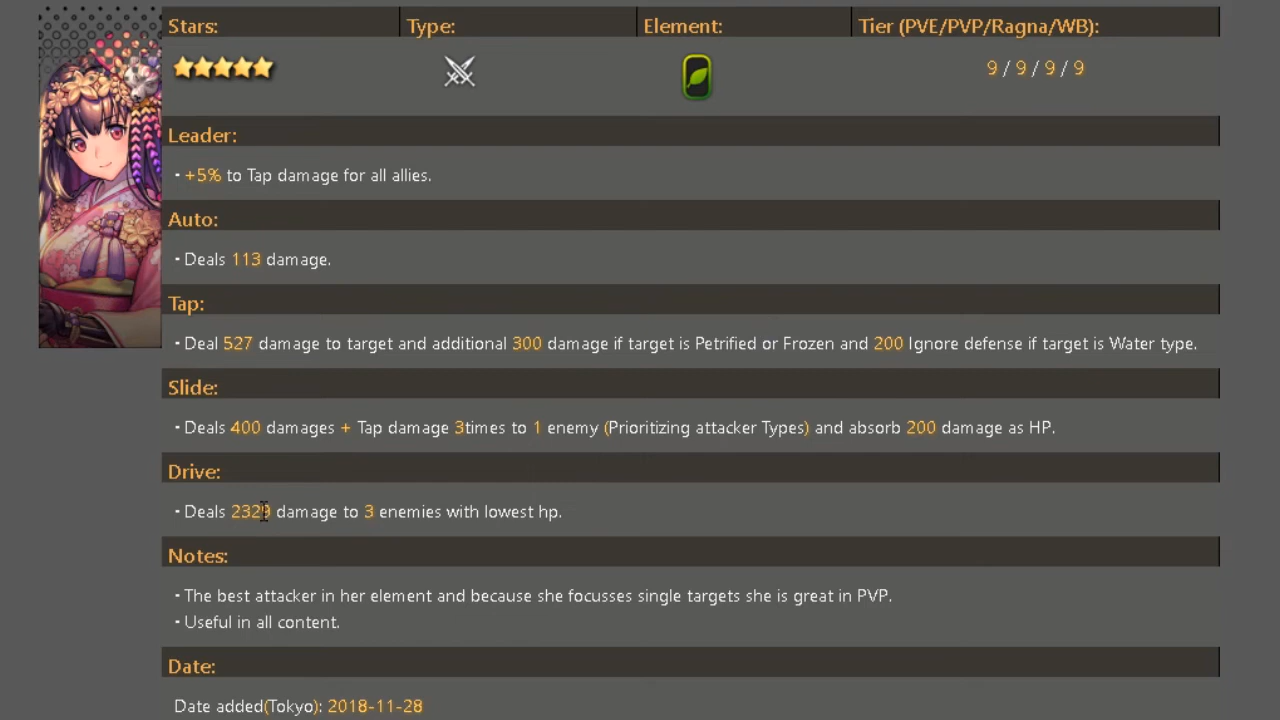 Stars: Type: Element: Tier (PVE/PVP/Ragna/WB):
9 / 9 / 9 / 9
Leader:
· +5% to Tap damage for all allies.
Auto:
· Deals 113 damage.
Tap:
· Deal 527 damage to target and additional 300 damage if target is Petrified or Frozen and 200 Ignore defense if target is Water type.
Slide:
· Deals 400 damages + Tap damage 3times to 1 enemy (Prioritizing attacker Types) and absorb 200 damage as HP.
Drive:
· Deals 2329 damage to 3 enemies with lowest hp.
Notes:
· The best attacker in her element and because she focusses single targets she is great in PVP.
· Useful in all content.
Date:
Date added(Tokyo): 2018-11-28